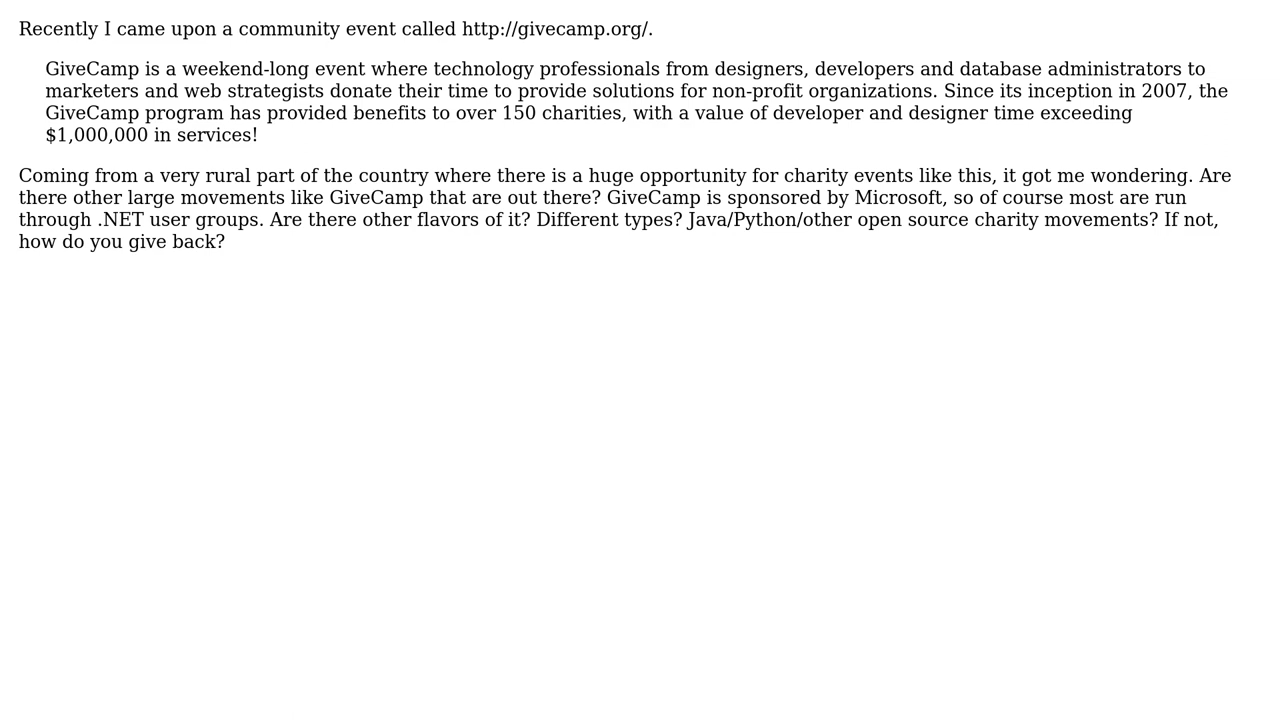 Recently I came upon a community event called http://givecamp.org/.
GiveCamp is a weekend-long event where technology professionals from designers, developers and database administrators to
marketers and web strategists donate their time to provide solutions for non-profit organizations. Since its inception in 2007, the
GiveCamp program has provided benefits to over 150 charities, with a value of developer and designer time exceeding
$1,000,000 in services!
Coming from a very rural part of the country where there is a huge opportunity for charity events like this, it got me wondering. Are
there other large movements like GiveCamp that are out there? GiveCamp is sponsored by Microsoft, so of course most are run
through .NET user groups. Are there other flavors of it? Different types? Java/Python/other open source charity movements? If not,
how do you give back?